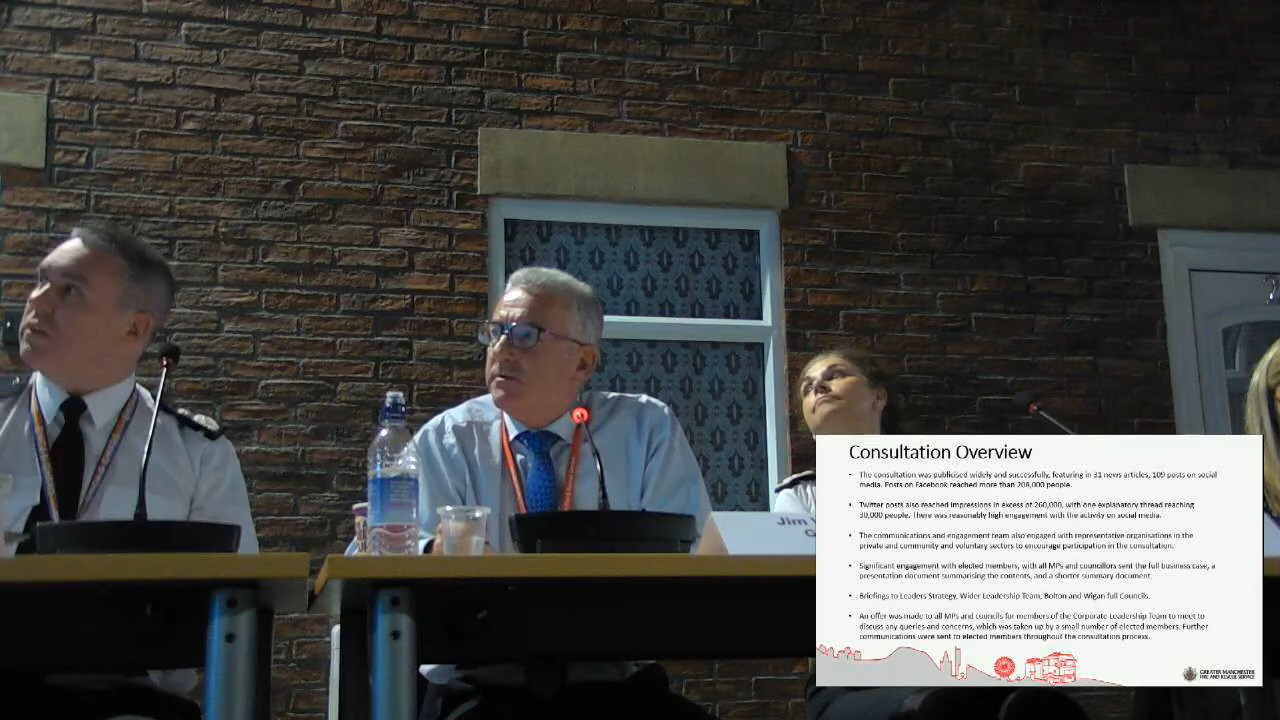 Consultation Overview
• The consultation was publicised widely and successfully, featuring in 31 news articles, 109 posts on social
media. Posts on Facebook reached more than 208,000 people.
• Twitter posts also reached impressions in excess of 260,000, with one explanatory thread reaching
30,000 people. There was reasonably high engagement with the activity on social media.
• The communications and engagement team also engaged with representative organisations in the
private and community and voluntary sectors to encourage participation in the consultation.
• Significant engagement with elected members, with all MPs and councillors sent the full business case, a
presentation document summarising the contents, and a shorter summary document.
• Briefings to Leaders Strategy, Wider Leadership Team, Bolton and Wigan full Councils.
• An offer was made to all MPs and councils for members of the Corporate Leadership Team to meet to
discuss any queries and concerns, which was taken up by a small number of elected members. Further
communications were sent to elected members throughout the consultation process.
GREATER MANCHESTER
FIRE AND RESCUE SERVICE
Jim